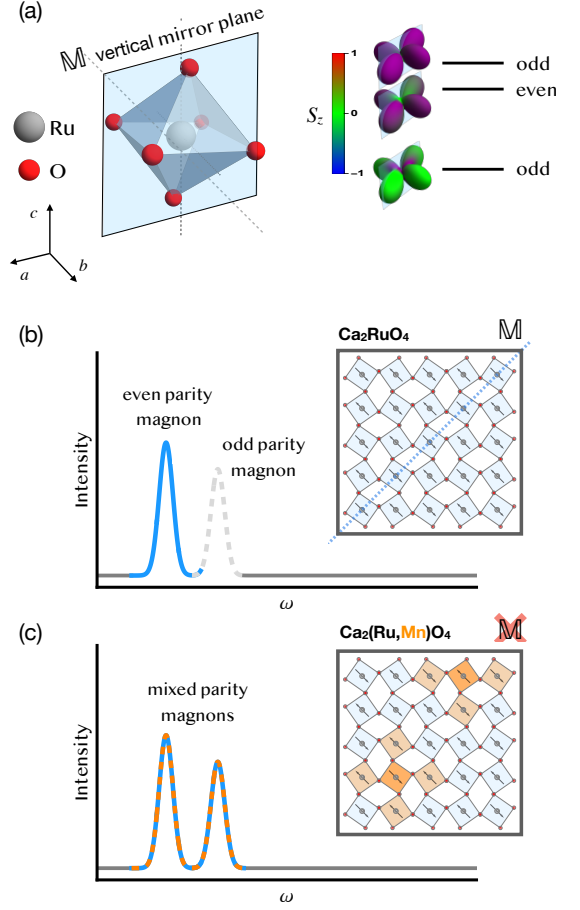 (a)
𝕄 vertical mirror plane
Ru
O
c
a
b
S_z
1
0
-1
odd
even
odd
(b)
Ca₂RuO₄
𝕄
even parity
magnon
odd parity
magnon
Intensity
ω
(c)
Ca₂(Ru,Mn)O₄
𝕄
mixed parity
magnons
Intensity
ω